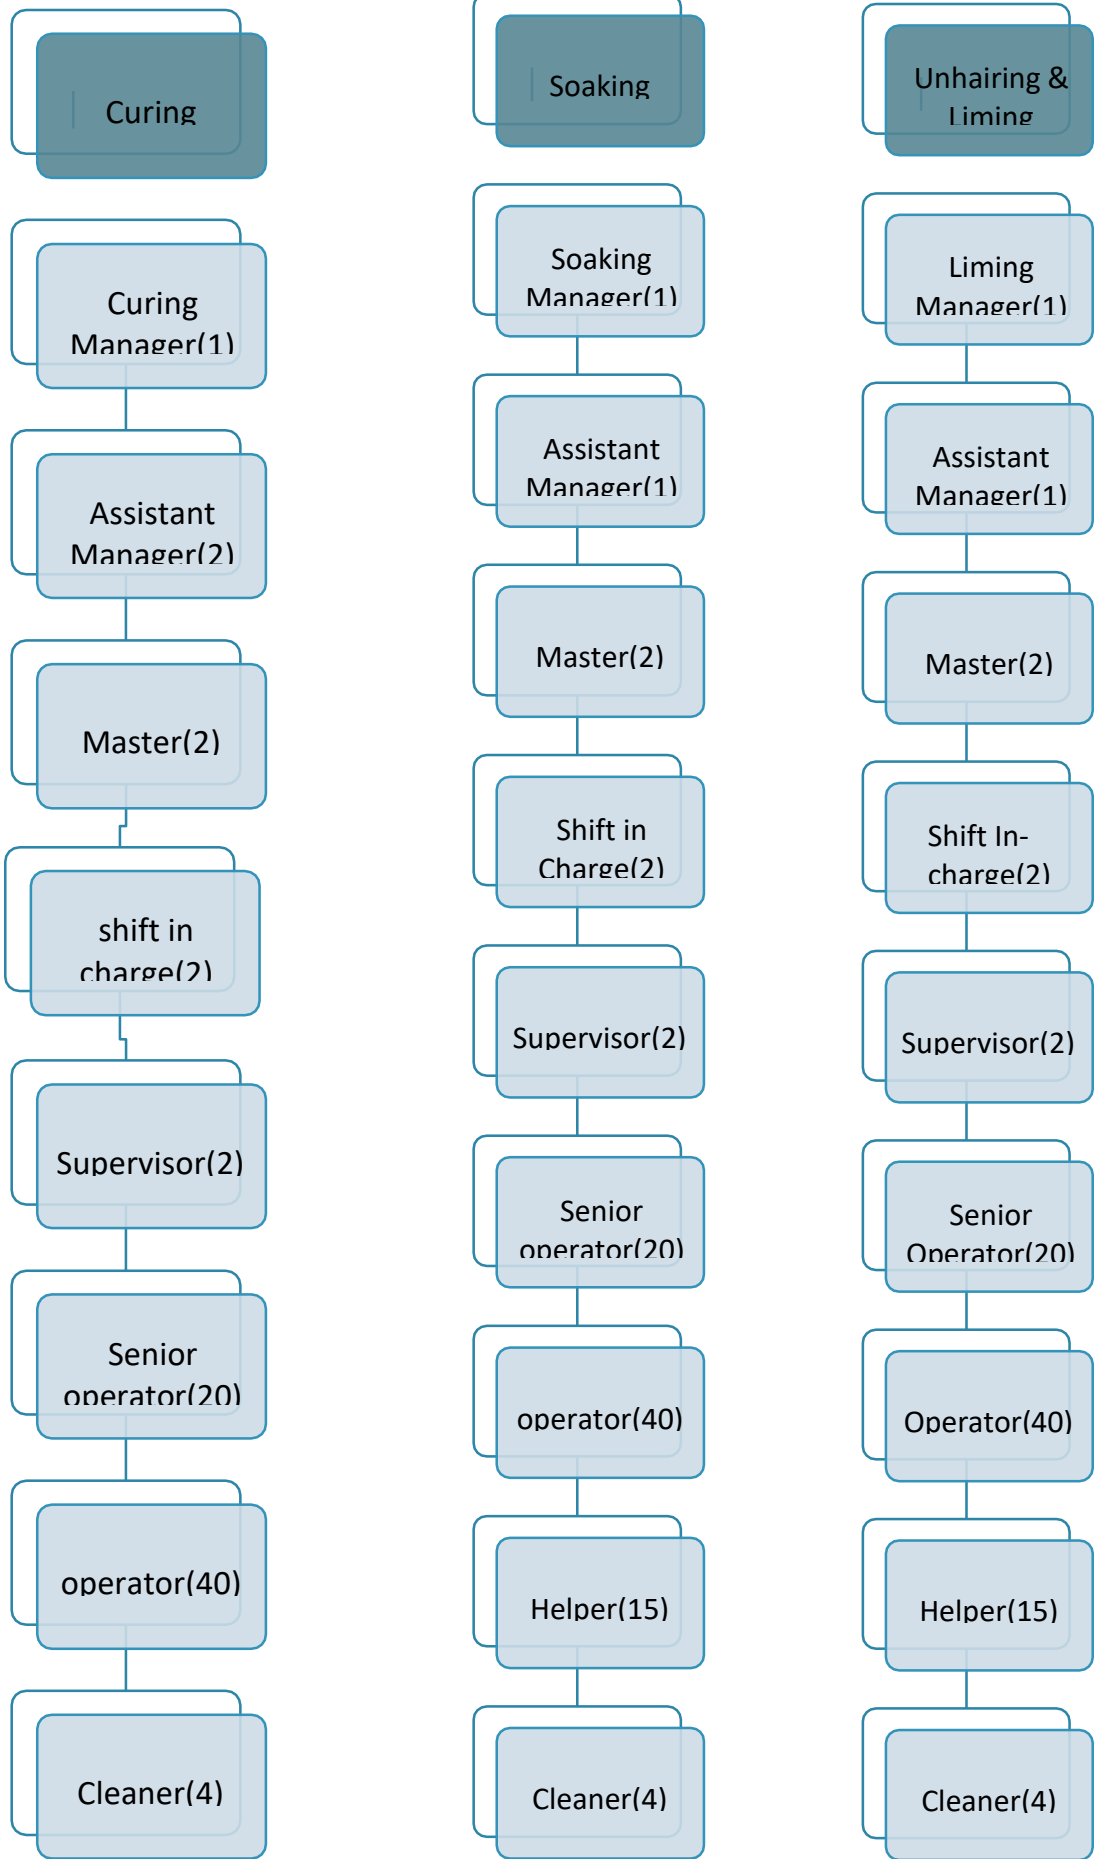 Curing
Curing
Manager(1)
Assistant
Manager(2)
Master(2)
shift in
charge(2)
Supervisor(2)
Senior
operator(20)
operator(40)
Cleaner(4)
Soaking
Soaking
Manager(1)
Assistant
Manager(1)
Master(2)
Shift in
Charge(2)
Supervisor(2)
Senior
operator(20)
operator(40)
Helper(15)
Cleaner(4)
Unhairing &
Liming
Liming
Manager(1)
Assistant
Manager(1)
Master(2)
Shift In-
charge(2)
Supervisor(2)
Senior
Operator(20)
Operator(40)
Helper(15)
Cleaner(4)